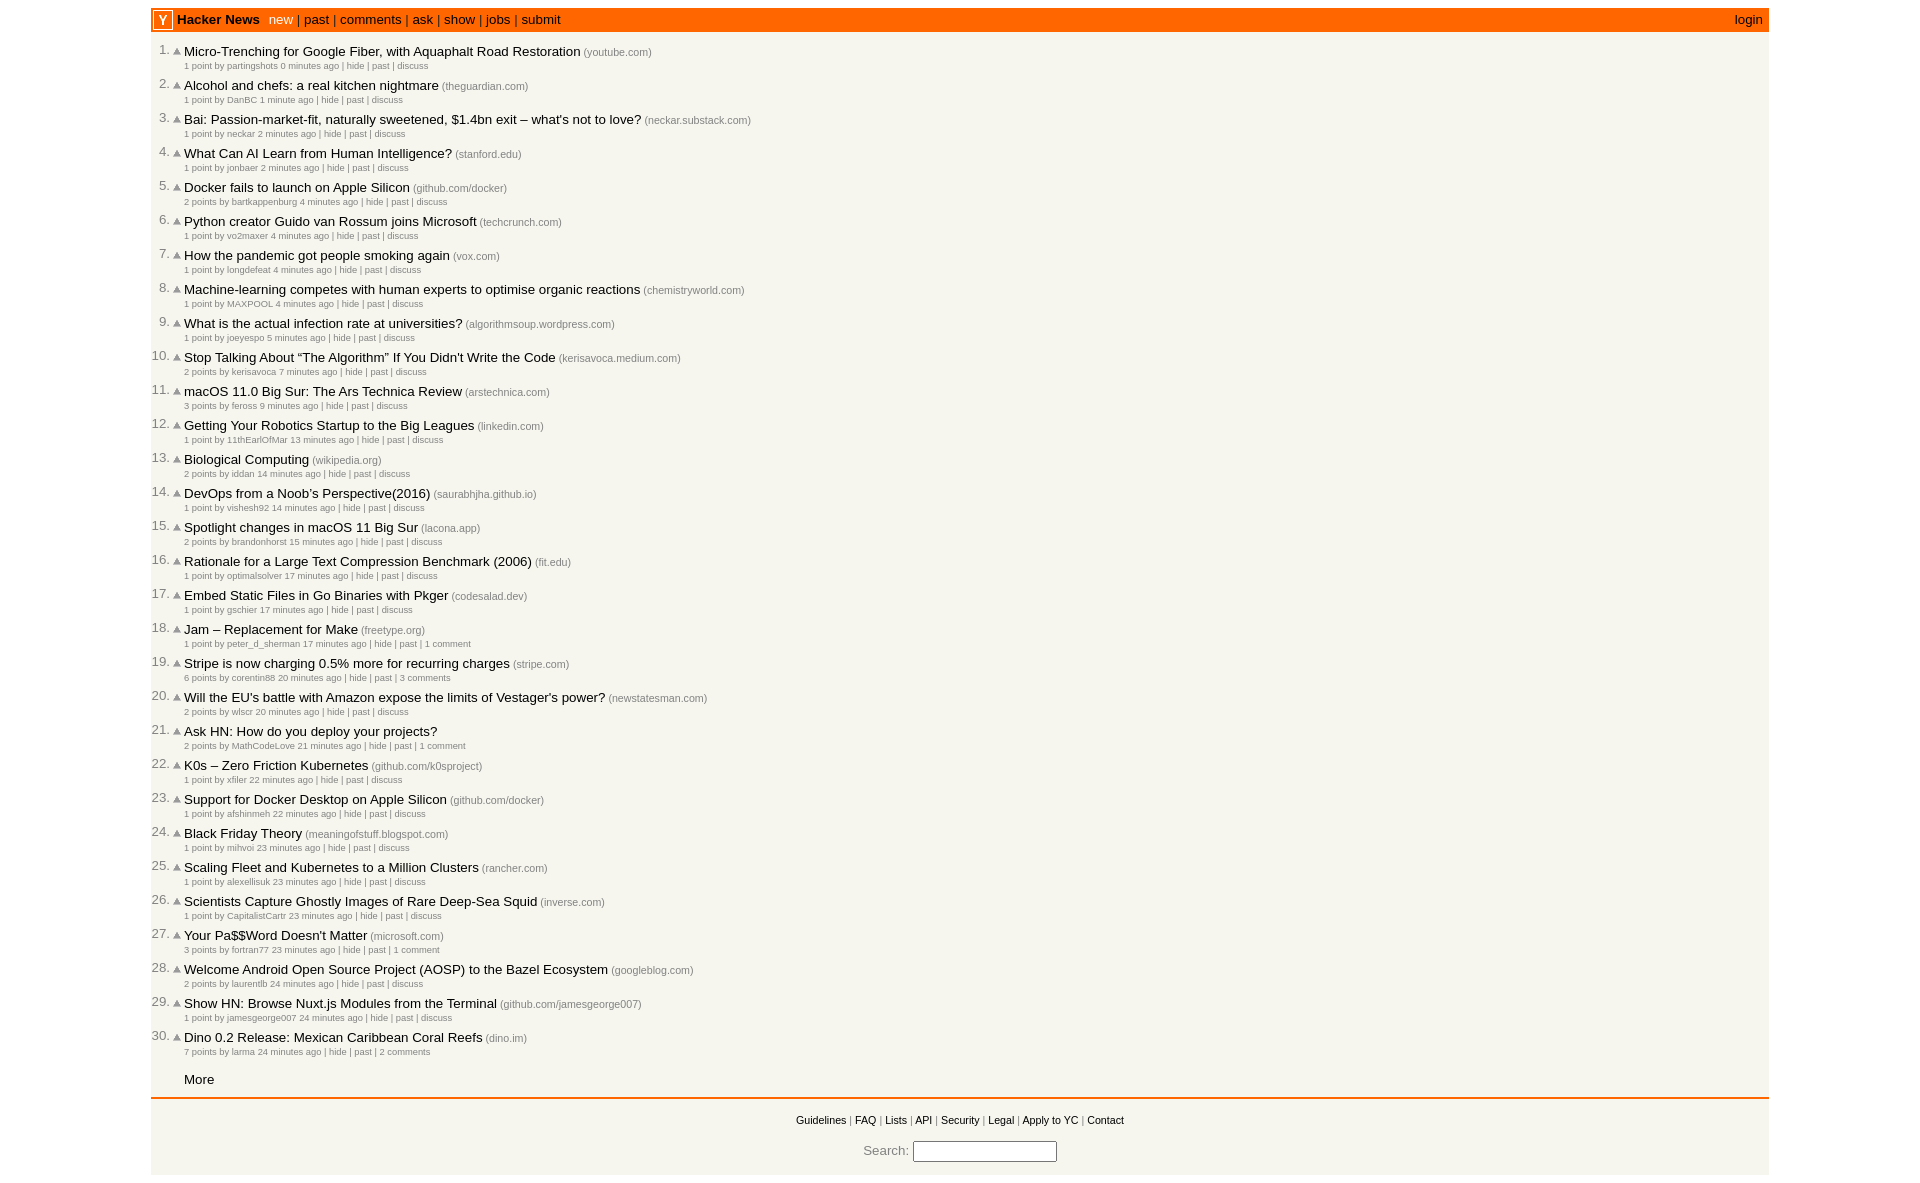 Y Hacker News new | past | comments | ask | show | jobs | submit login
1. Micro-Trenching for Google Fiber, with Aquaphalt Road Restoration (youtube.com)
1 point by partingshots 0 minutes ago | hide | past | discuss
2. Alcohol and chefs: a real kitchen nightmare (theguardian.com)
1 point by DanBC 1 minute ago | hide | past | discuss
3. Bai: Passion-market-fit, naturally sweetened, $1.4bn exit – what's not to love? (neckar.substack.com)
1 point by neckar 2 minutes ago | hide | past | discuss
4. What Can AI Learn from Human Intelligence? (stanford.edu)
1 point by jonbaer 2 minutes ago | hide | past | discuss
5. Docker fails to launch on Apple Silicon (github.com/docker)
2 points by bartkappenburg 4 minutes ago | hide | past | discuss
6. Python creator Guido van Rossum joins Microsoft (techcrunch.com)
1 point by vo2maxer 4 minutes ago | hide | past | discuss
7. How the pandemic got people smoking again (vox.com)
1 point by longdefeat 4 minutes ago | hide | past | discuss
8. Machine-learning competes with human experts to optimise organic reactions (chemistryworld.com)
1 point by MAXPOOL 4 minutes ago | hide | past | discuss
9. What is the actual infection rate at universities? (algorithmsoup.wordpress.com)
1 point by joeyespo 5 minutes ago | hide | past | discuss
10. Stop Talking About “The Algorithm” If You Didn't Write the Code (kerisavoca.medium.com)
2 points by kerisavoca 7 minutes ago | hide | past | discuss
11. macOS 11.0 Big Sur: The Ars Technica Review (arstechnica.com)
3 points by feross 9 minutes ago | hide | past | discuss
12. Getting Your Robotics Startup to the Big Leagues (linkedin.com)
1 point by 11thEarlOfMar 13 minutes ago | hide | past | discuss
13. Biological Computing (wikipedia.org)
2 points by iddan 14 minutes ago | hide | past | discuss
14. DevOps from a Noob’s Perspective(2016) (saurabhjha.github.io)
1 point by vishesh92 14 minutes ago | hide | past | discuss
15. Spotlight changes in macOS 11 Big Sur (lacona.app)
2 points by brandonhorst 15 minutes ago | hide | past | discuss
16. Rationale for a Large Text Compression Benchmark (2006) (fit.edu)
1 point by optimalsolver 17 minutes ago | hide | past | discuss
17. Embed Static Files in Go Binaries with Pkger (codesalad.dev)
1 point by gschier 17 minutes ago | hide | past | discuss
18. Jam – Replacement for Make (freetype.org)
1 point by peter_d_sherman 17 minutes ago | hide | past | 1 comment
19. Stripe is now charging 0.5% more for recurring charges (stripe.com)
6 points by corentin88 20 minutes ago | hide | past | 3 comments
20. Will the EU's battle with Amazon expose the limits of Vestager's power? (newstatesman.com)
2 points by wlscr 20 minutes ago | hide | past | discuss
21. Ask HN: How do you deploy your projects?
2 points by MathCodeLove 21 minutes ago | hide | past | 1 comment
22. K0s – Zero Friction Kubernetes (github.com/k0sproject)
1 point by xfiler 22 minutes ago | hide | past | discuss
23. Support for Docker Desktop on Apple Silicon (github.com/docker)
1 point by afshinmeh 22 minutes ago | hide | past | discuss
24. Black Friday Theory (meaningofstuff.blogspot.com)
1 point by mihvoi 23 minutes ago | hide | past | discuss
25. Scaling Fleet and Kubernetes to a Million Clusters (rancher.com)
1 point by alexellisuk 23 minutes ago | hide | past | discuss
26. Scientists Capture Ghostly Images of Rare Deep-Sea Squid (inverse.com)
1 point by CapitalistCartr 23 minutes ago | hide | past | discuss
27. Your Pa$$Word Doesn't Matter (microsoft.com)
3 points by fortran77 23 minutes ago | hide | past | 1 comment
28. Welcome Android Open Source Project (AOSP) to the Bazel Ecosystem (googleblog.com)
2 points by laurentlb 24 minutes ago | hide | past | discuss
29. Show HN: Browse Nuxt.js Modules from the Terminal (github.com/jamesgeorge007)
1 point by jamesgeorge007 24 minutes ago | hide | past | discuss
30. Dino 0.2 Release: Mexican Caribbean Coral Reefs (dino.im)
7 points by larma 24 minutes ago | hide | past | 2 comments
More
Guidelines | FAQ | Lists | API | Security | Legal | Apply to YC | Contact
Search: